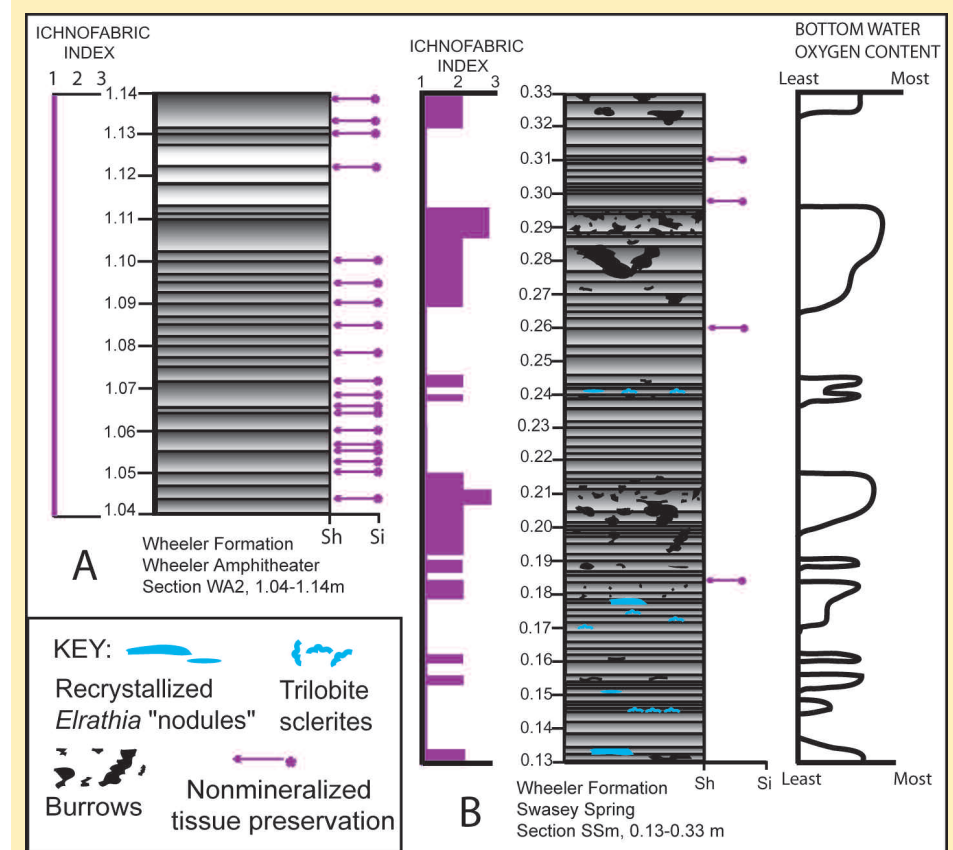 ICHNOFABRIC
INDEX
1 2 3
1.14
1.13
1.12
1.11
1.10
1.09
1.08
1.07
1.06
1.05
1.04
Sh Si
A
Wheeler Formation
Wheeler Amphitheater
Section WA2, 1.04-1.14m
KEY:
Recrystallized
Elrathia "nodules"
Trilobite
sclerites
Burrows
Nonmineralized
tissue preservation
ICHNOFABRIC
INDEX
1 2 3
0.33
0.32
0.31
0.30
0.29
0.28
0.27
0.26
0.25
0.24
0.23
0.22
0.21
0.20
0.19
0.18
0.17
0.16
0.15
0.14
0.13
Sh Si
B
Wheeler Formation
Swasey Spring
Section SSm, 0.13-0.33 m
BOTTOM WATER
OXYGEN CONTENT
Least Most
Least Most